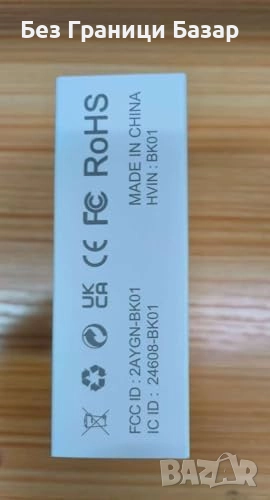 Без Граници Базар
UK
CA
CE FC RoHS
FCC ID : 2AYGN-BK01
IC ID : 24608-BK01
MADE IN CHINA
HVIN : BK01
BAZAR